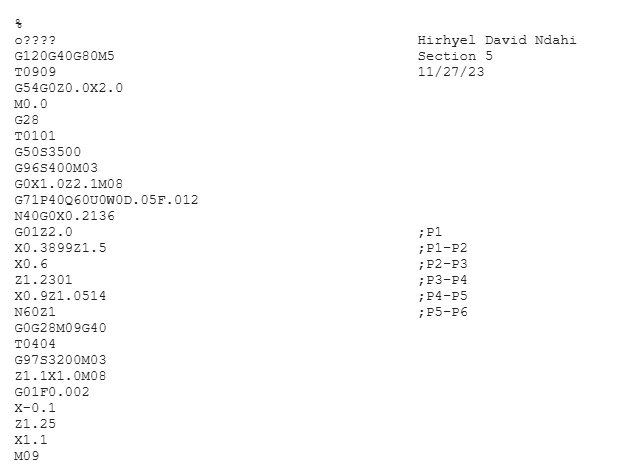 %
o????                Hirhyel David Ndahi
G120G40G80M5         Section 5
T0909                11/27/23
G54G0Z0.0X2.0
M0.0
G28
T0101
G50S3500
G96S400M03
G0X1.0Z2.1M08
G71P40Q60U0W0D.05F.012
N40G0X0.2136
G01Z2.0              ;P1
X0.3899Z1.5          ;P1-P2
X0.6                 ;P2-P3
Z1.2301              ;P3-P4
X0.9Z1.0514          ;P4-P5
N60Z1                ;P5-P6
G0G28M09G40
T0404
G97S3200M03
Z1.1X1.0M08
G01F0.002
X-0.1
Z1.25
X1.1
M09